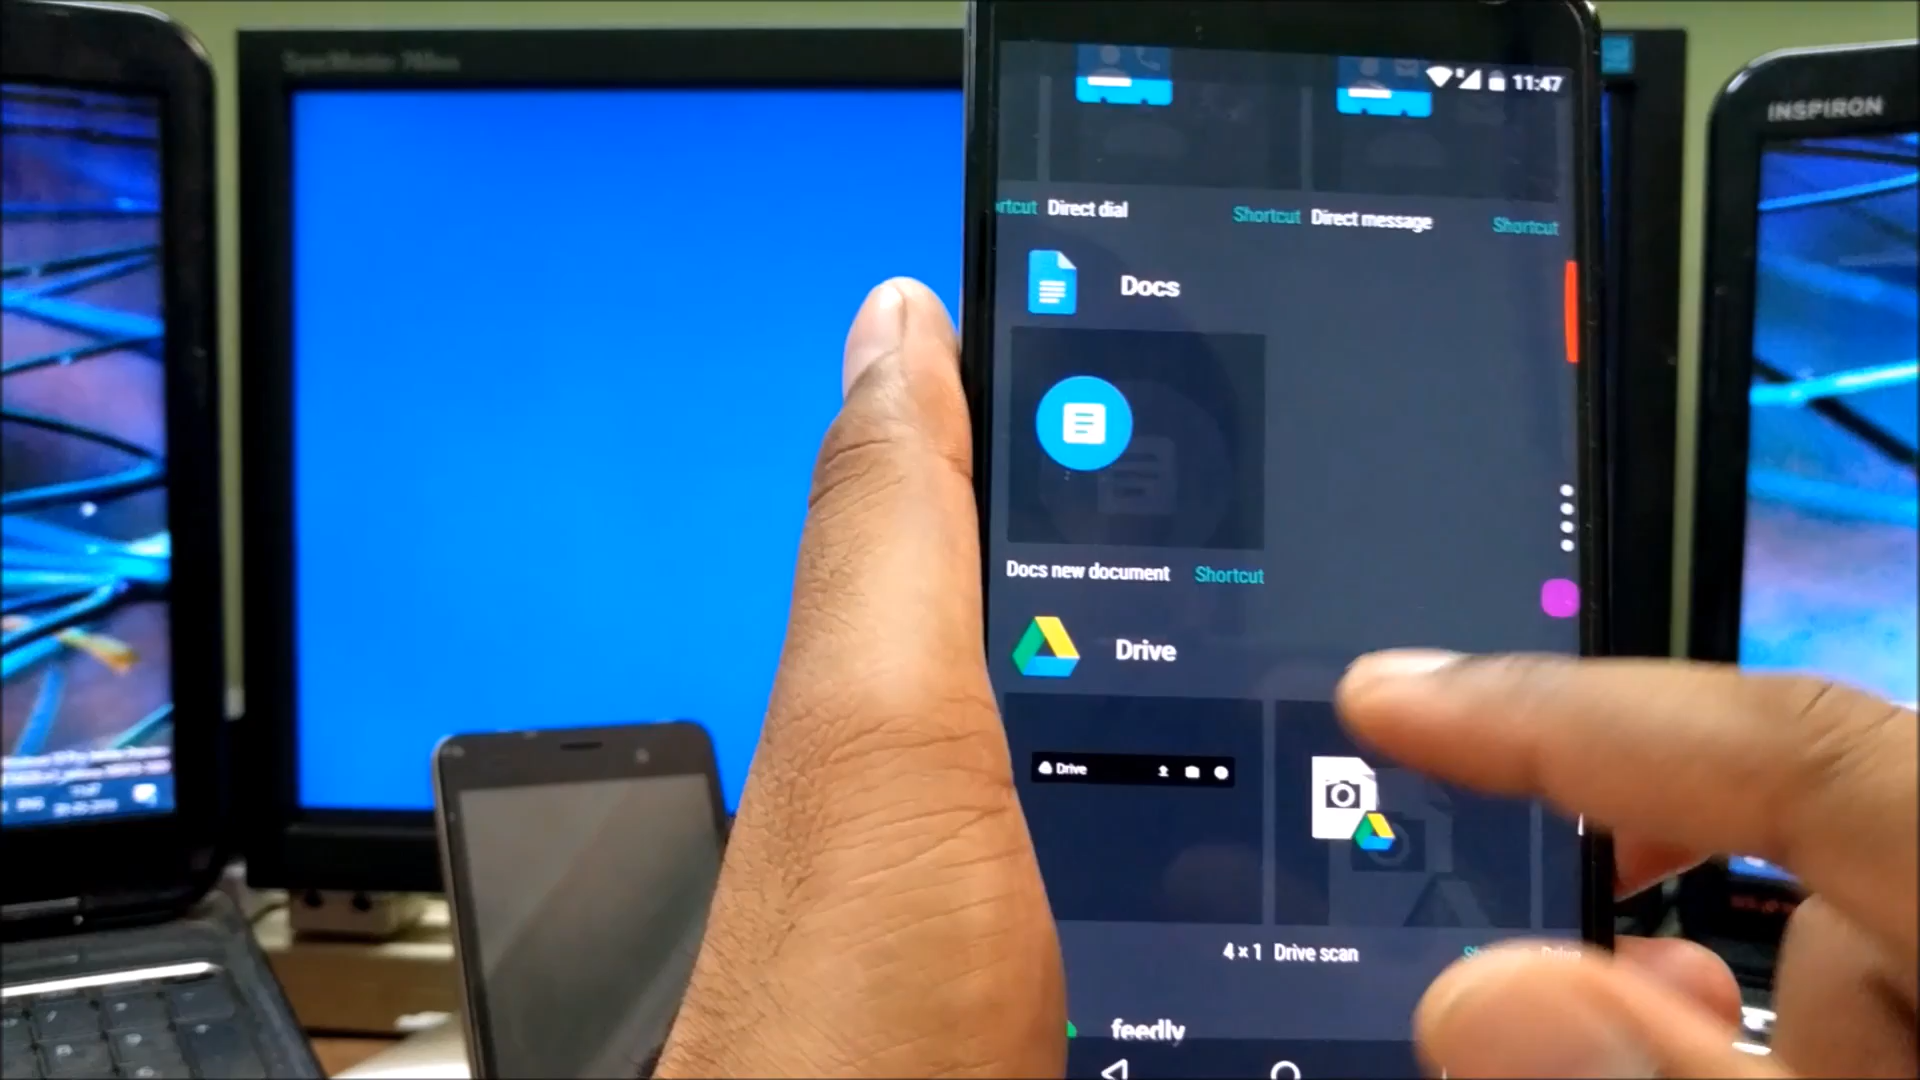 SyncMaster
INSPIRON
11:47
Direct dial
Shortcut
Direct message
Shortcut
Docs
Docs new document
Shortcut
Drive
Drive
4 × 1
Drive scan
feedly